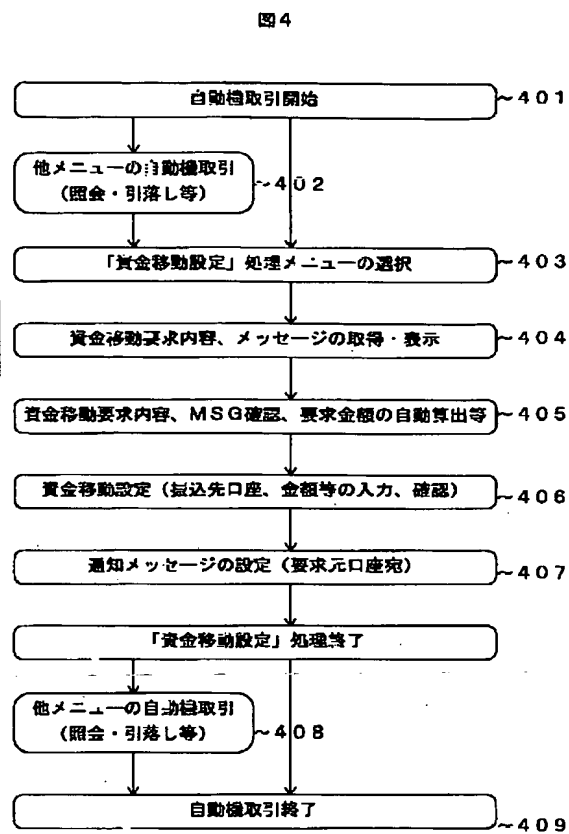 図4
自動機取引開始 ~401
他メニューの自動機取引
(照会・引落し等) ~402
「資金移動設定」処理メニューの選択 ~403
資金移動要求内容、メッセージの取得・表示 ~404
資金移動要求内容、MSG確認、要求金額の自動算出等 ~405
資金移動設定(振込先口座、金額等の入力、確認) ~406
通知メッセージの設定(要求元口座宛) ~407
「資金移動設定」処理終了
他メニューの自動機取引
(照会・引落し等) ~408
自動機取引終了 ~409